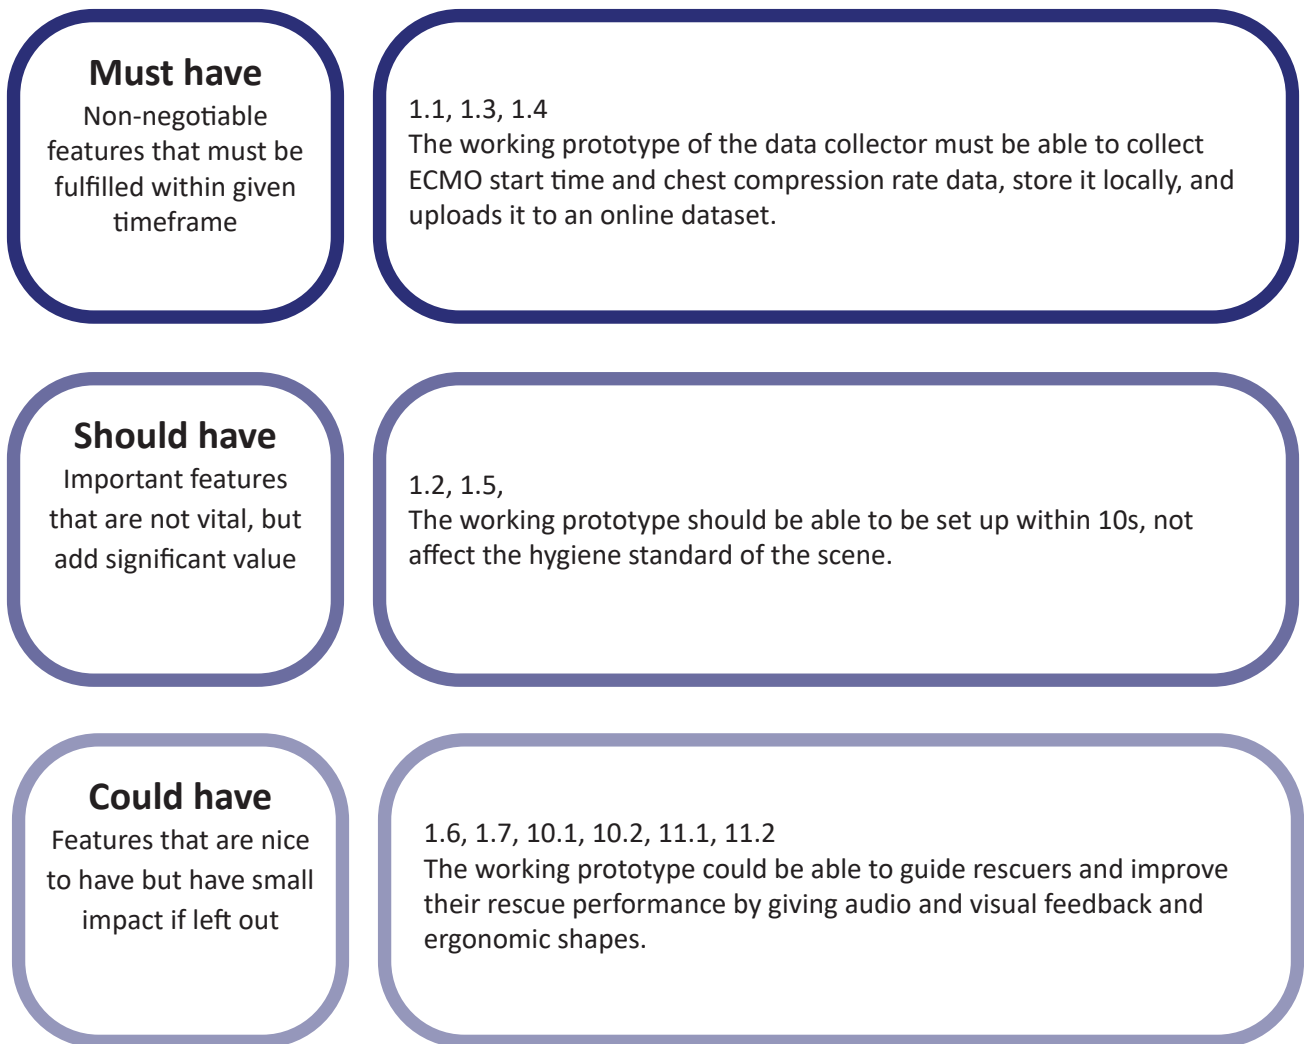 Must have
Non-negotiable
features that must be
fulfilled within given
timeframe
1.1, 1.3, 1.4
The working prototype of the data collector must be able to collect
ECMO start time and chest compression rate data, store it locally, and
uploads it to an online dataset.
Should have
Important features
that are not vital, but
add significant value
1.2, 1.5,
The working prototype should be able to be set up within 10s, not
affect the hygiene standard of the scene.
Could have
Features that are nice
to have but have small
impact if left out
1.6, 1.7, 10.1, 10.2, 11.1, 11.2
The working prototype could be able to guide rescuers and improve
their rescue performance by giving audio and visual feedback and
ergonomic shapes.